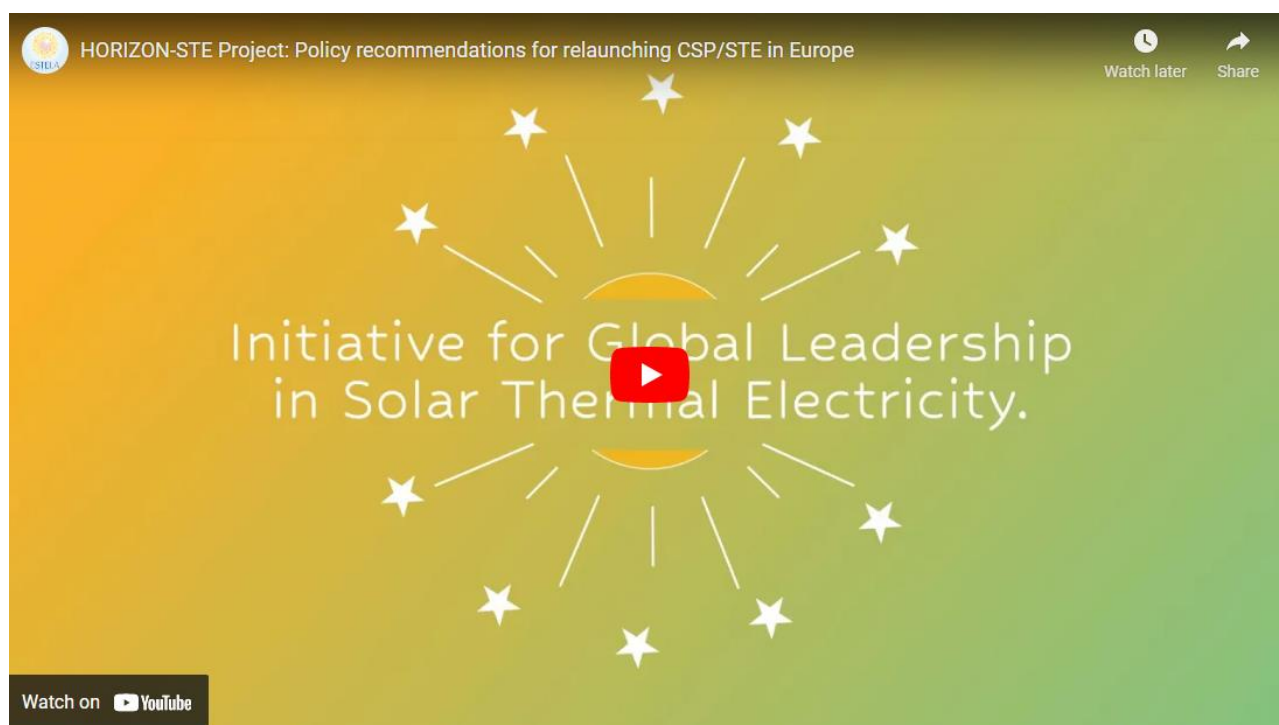 ESTELA
HORIZON-STE Project: Policy recommendations for relaunching CSP/STE in Europe
Watch later
Share
Initiative for Global Leadership
in Solar Thermal Electricity.
Watch on YouTube